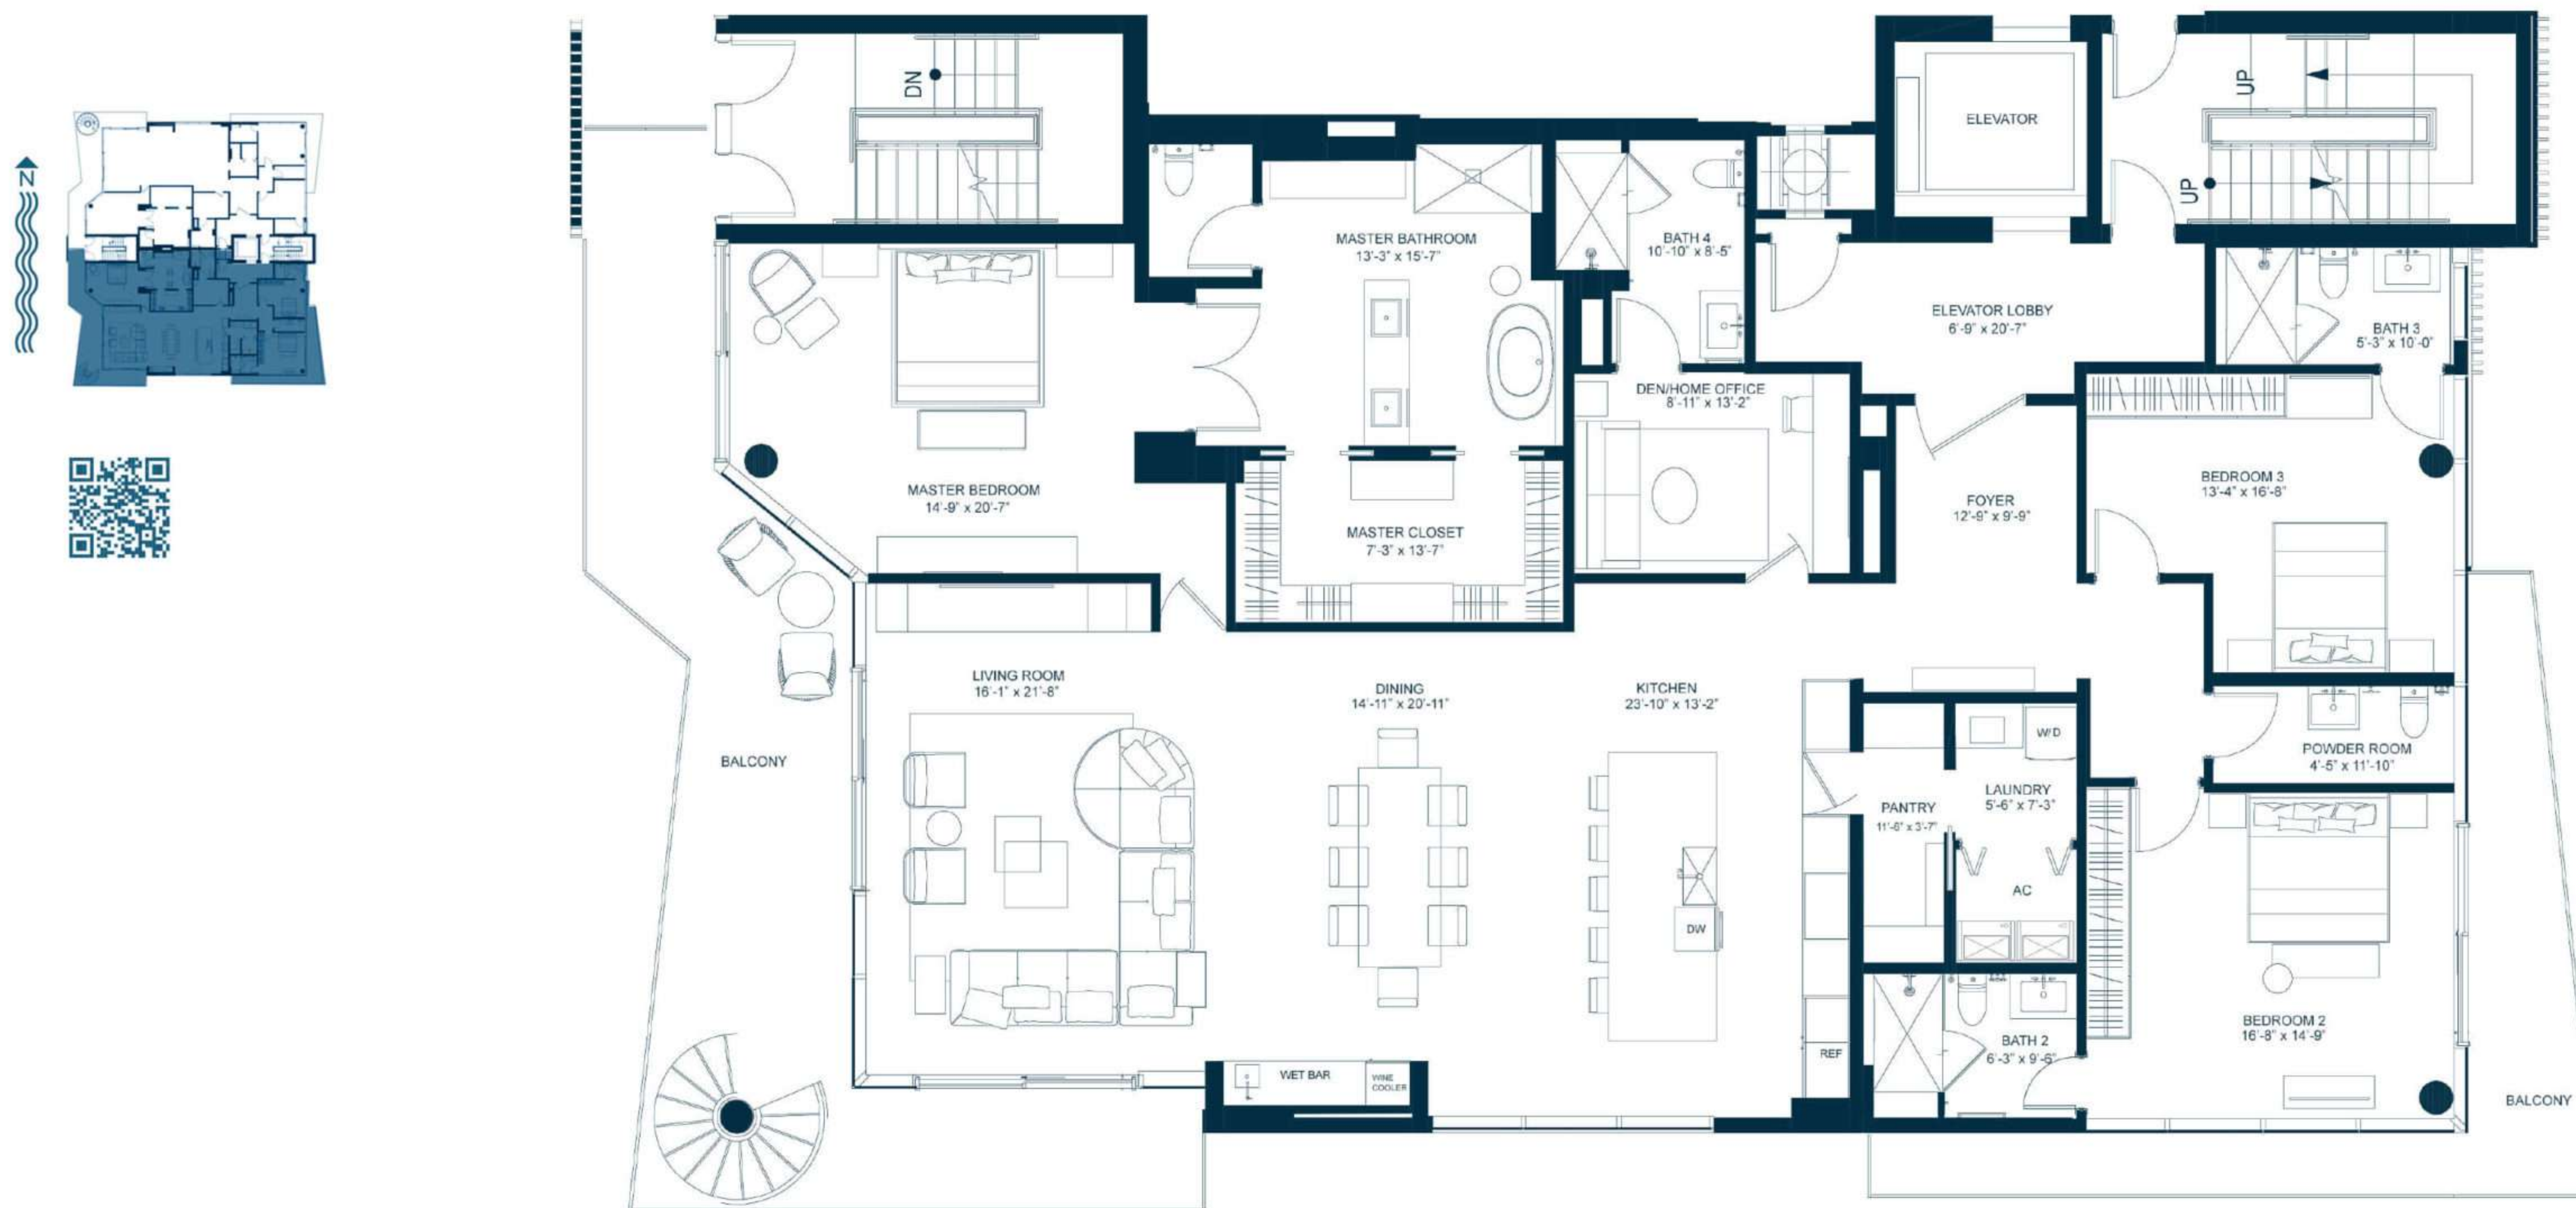 N
DN
UP
UP
ELEVATOR
MASTER BATHROOM
13'-3" x 15'-7"
BATH 4
10'-10" x 8'-5"
ELEVATOR LOBBY
6'-9" x 20'-7"
BATH 3
5'-3" x 10'-0"
DEN/HOME OFFICE
8'-11" x 13'-2"
MASTER BEDROOM
14'-9" x 20'-7"
MASTER CLOSET
7'-3" x 13'-7"
FOYER
12'-9" x 9'-9"
BEDROOM 3
13'-4" x 16'-8"
LIVING ROOM
16'-1" x 21'-8"
DINING
14'-11" x 20'-11"
KITCHEN
23'-10" x 13'-2"
W/D
POWDER ROOM
4'-5" x 11'-10"
BALCONY
PANTRY
11'-6" x 3'-7"
LAUNDRY
5'-6" x 7'-3"
AC
DW
BEDROOM 2
16'-8" x 14'-9"
BATH 2
6'-3" x 9'-6"
REF
WET BAR
WINE
COOLER
BALCONY